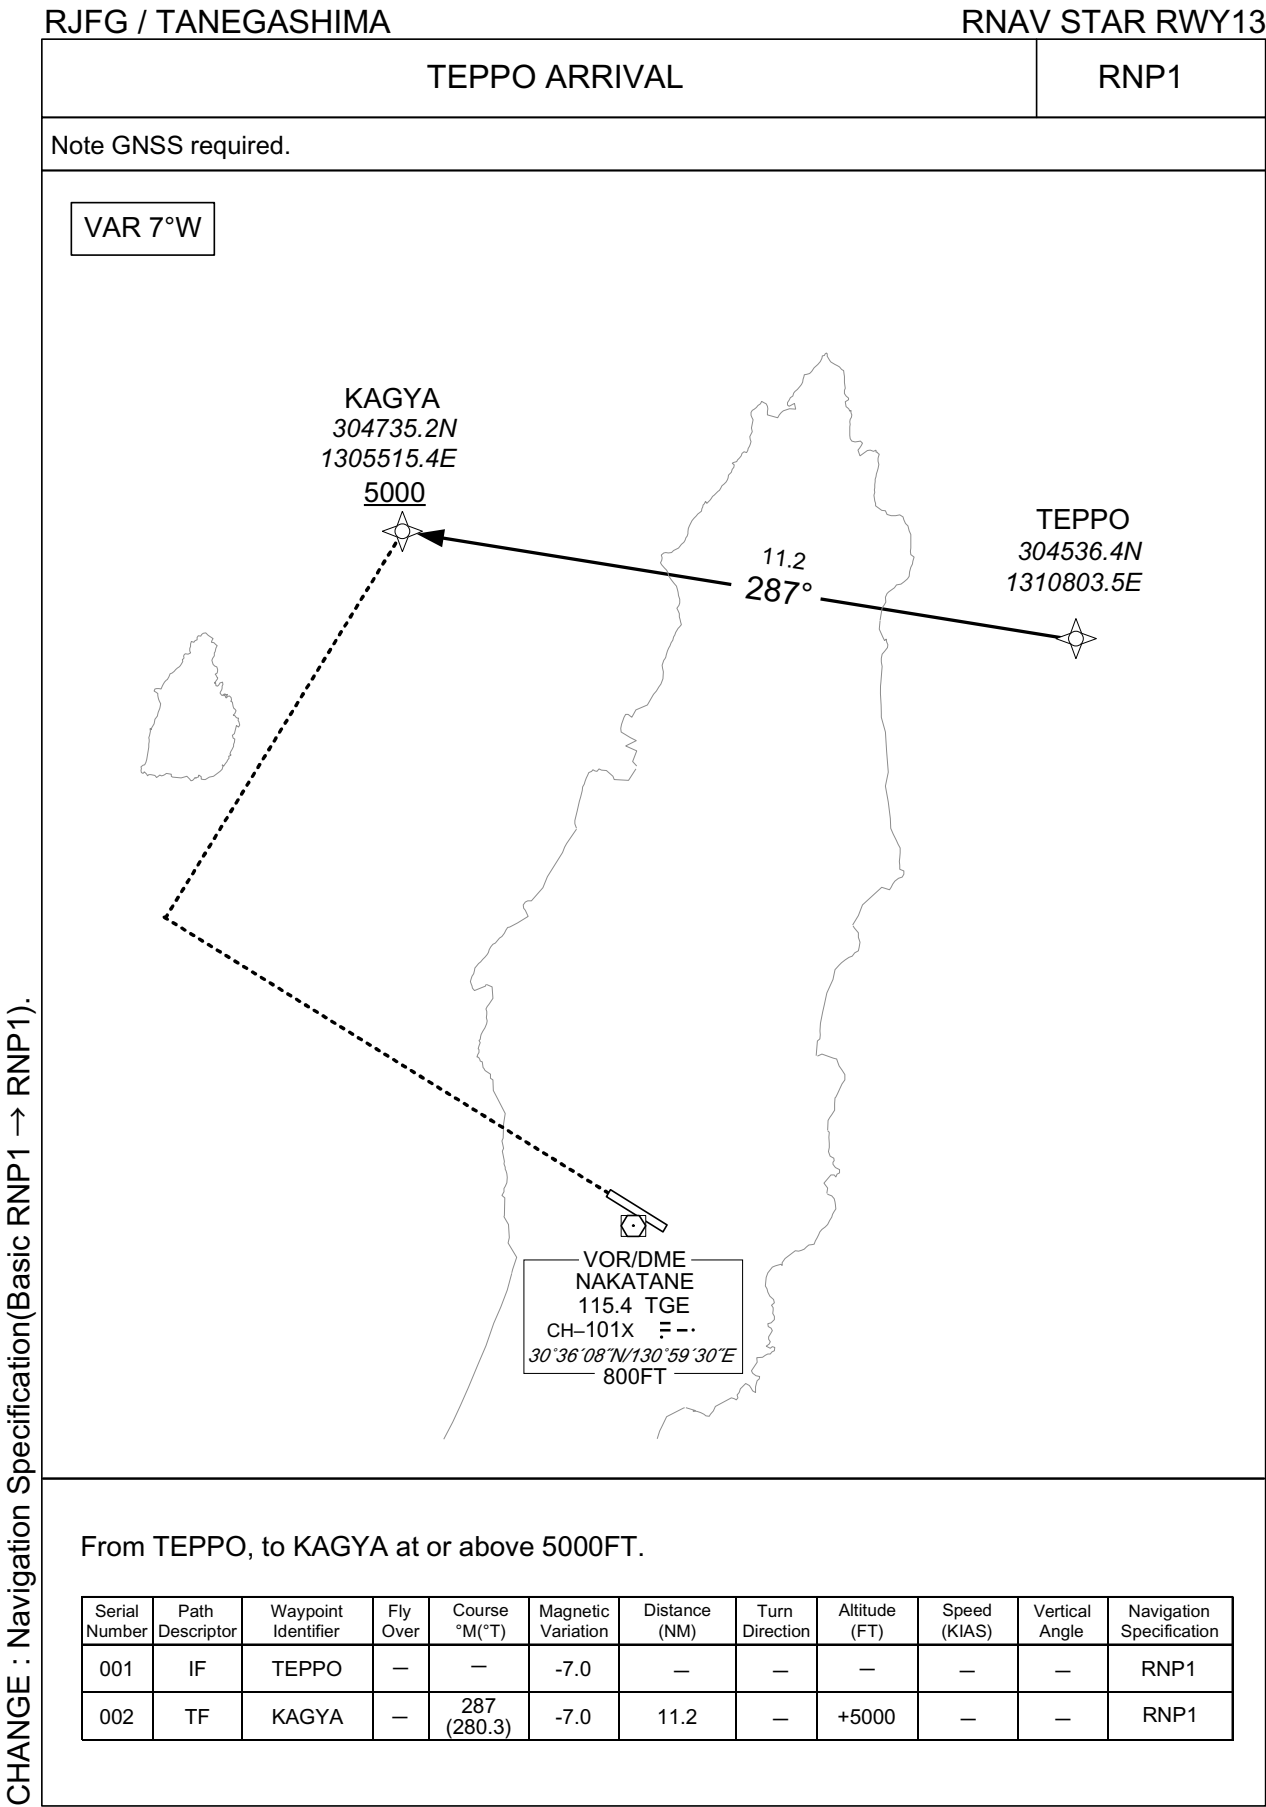 RJFG / TANEGASHIMA
RNAV STAR RWY13
TEPPO ARRIVAL
RNP1
Note GNSS required.
VAR 7°W
KAGYA
304735.2N
1305515.4E
5000
TEPPO
304536.4N
1310803.5E
11.2
287°
VOR/DME
NAKATANE
115.4 TGE
CH–101X
30°36′08″N/130°59′30″E
800FT
From TEPPO, to KAGYA at or above 5000FT.
Serial Number Path Descriptor Waypoint Identifier Fly Over Course °M(°T) Magnetic Variation Distance (NM) Turn Direction Altitude (FT) Speed (KIAS) Vertical Angle Navigation Specification
001 IF TEPPO — — -7.0 — — — — — RNP1
002 TF KAGYA — 287 (280.3) -7.0 11.2 — +5000 — — RNP1
CHANGE : Navigation Specification(Basic RNP1 → RNP1).